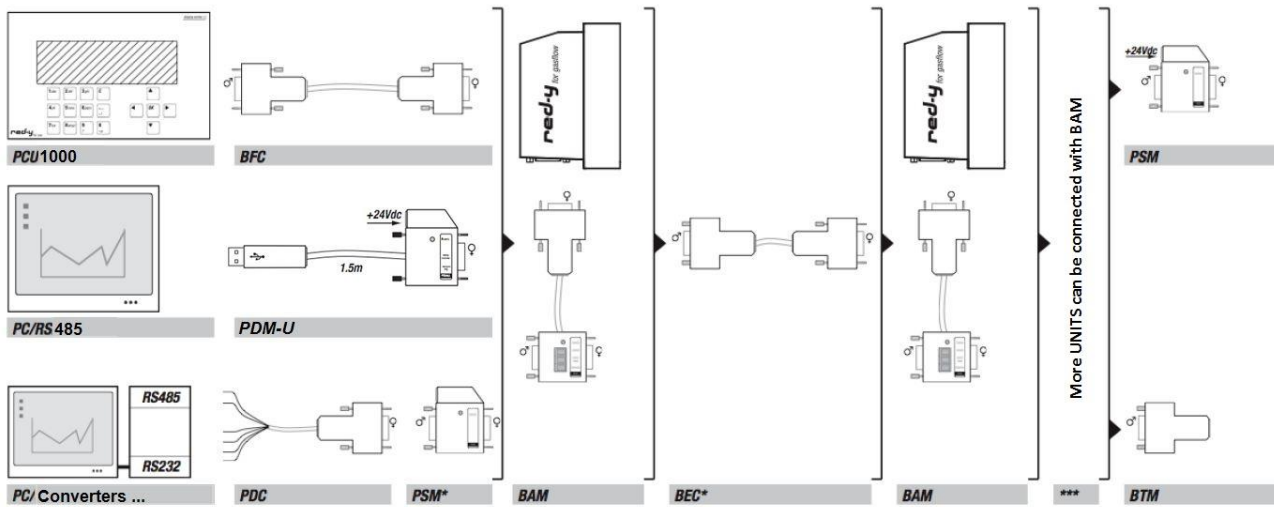 red-y
PCU1000
BFC
red-y for gasflow
red-y for gasflow
More UNITS can be connected with BAM
+24Vdc
PSM
+24Vdc
1.5m
PC/RS485
PDM-U
RS485
RS232
PC/Converters ...
PDC
PSM*
BAM
BEC*
BAM
***
BTM